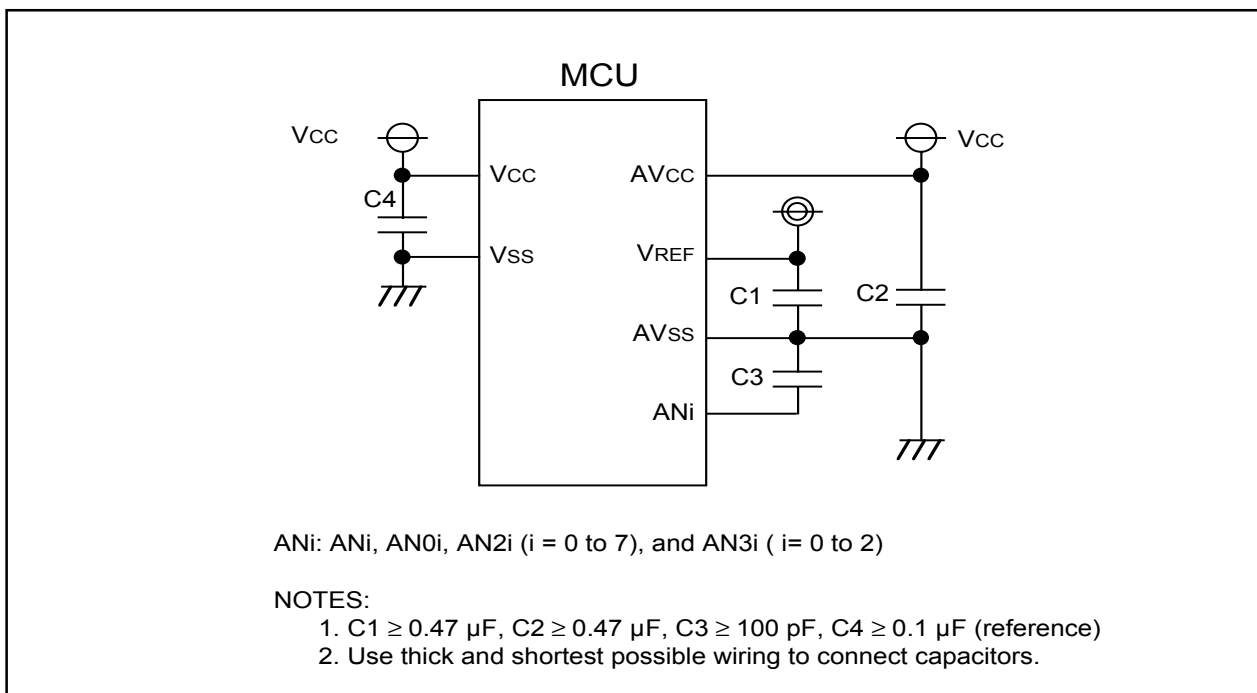 MCU
VCC
VCC
C4
VSS
AVCC
VCC
VREF
C1
C2
AVSS
C3
ANi
ANi: ANi, AN0i, AN2i (i = 0 to 7), and AN3i ( i= 0 to 2)
NOTES:
1. C1 ≥ 0.47 µF, C2 ≥ 0.47 µF, C3 ≥ 100 pF, C4 ≥ 0.1 µF (reference)
2. Use thick and shortest possible wiring to connect capacitors.